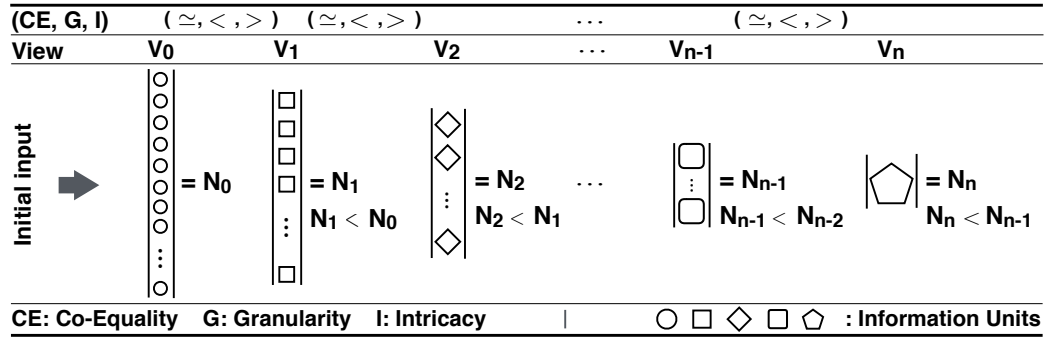 (CE, G, I) (≃, <, >) (≃, <, >) ... (≃, <, >)
View V0 V1 V2 ... Vn-1 Vn
Initial input
= N0
= N1
N1 < N0
= N2
N2 < N1
...
= Nn-1
Nn-1 < Nn-2
= Nn
Nn < Nn-1
CE: Co-Equality G: Granularity I: Intricacy | : Information Units